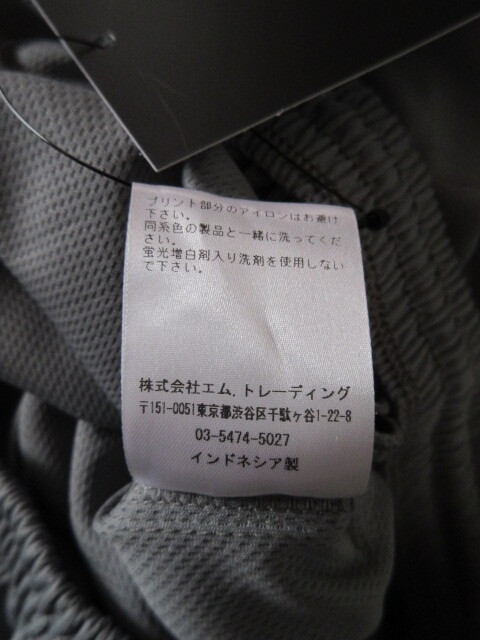 プリント部分のアイロンはお避け
下さい。
同系色の製品と一緒に洗ってくだ
さい。
蛍光増白剤入り洗剤を使用しない
で下さい。
株式会社エム.トレーディング
〒151-0051東京都渋谷区千駄ヶ谷1-22-8
03-5474-5027
インドネシア製